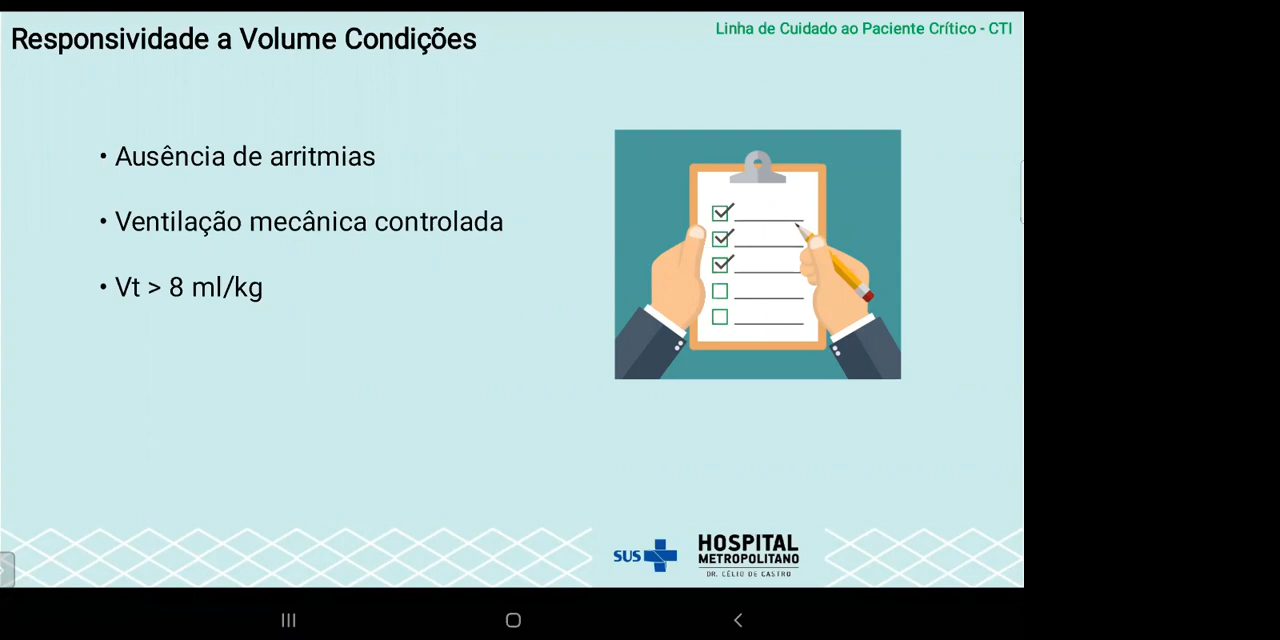 Responsividade a Volume Condições
Linha de Cuidado ao Paciente Crítico - CTI
• Ausência de arritmias
• Ventilação mecânica controlada
• Vt > 8 ml/kg
SUS
HOSPITAL
METROPOLITANO
DR. CÉLIO DE CASTRO